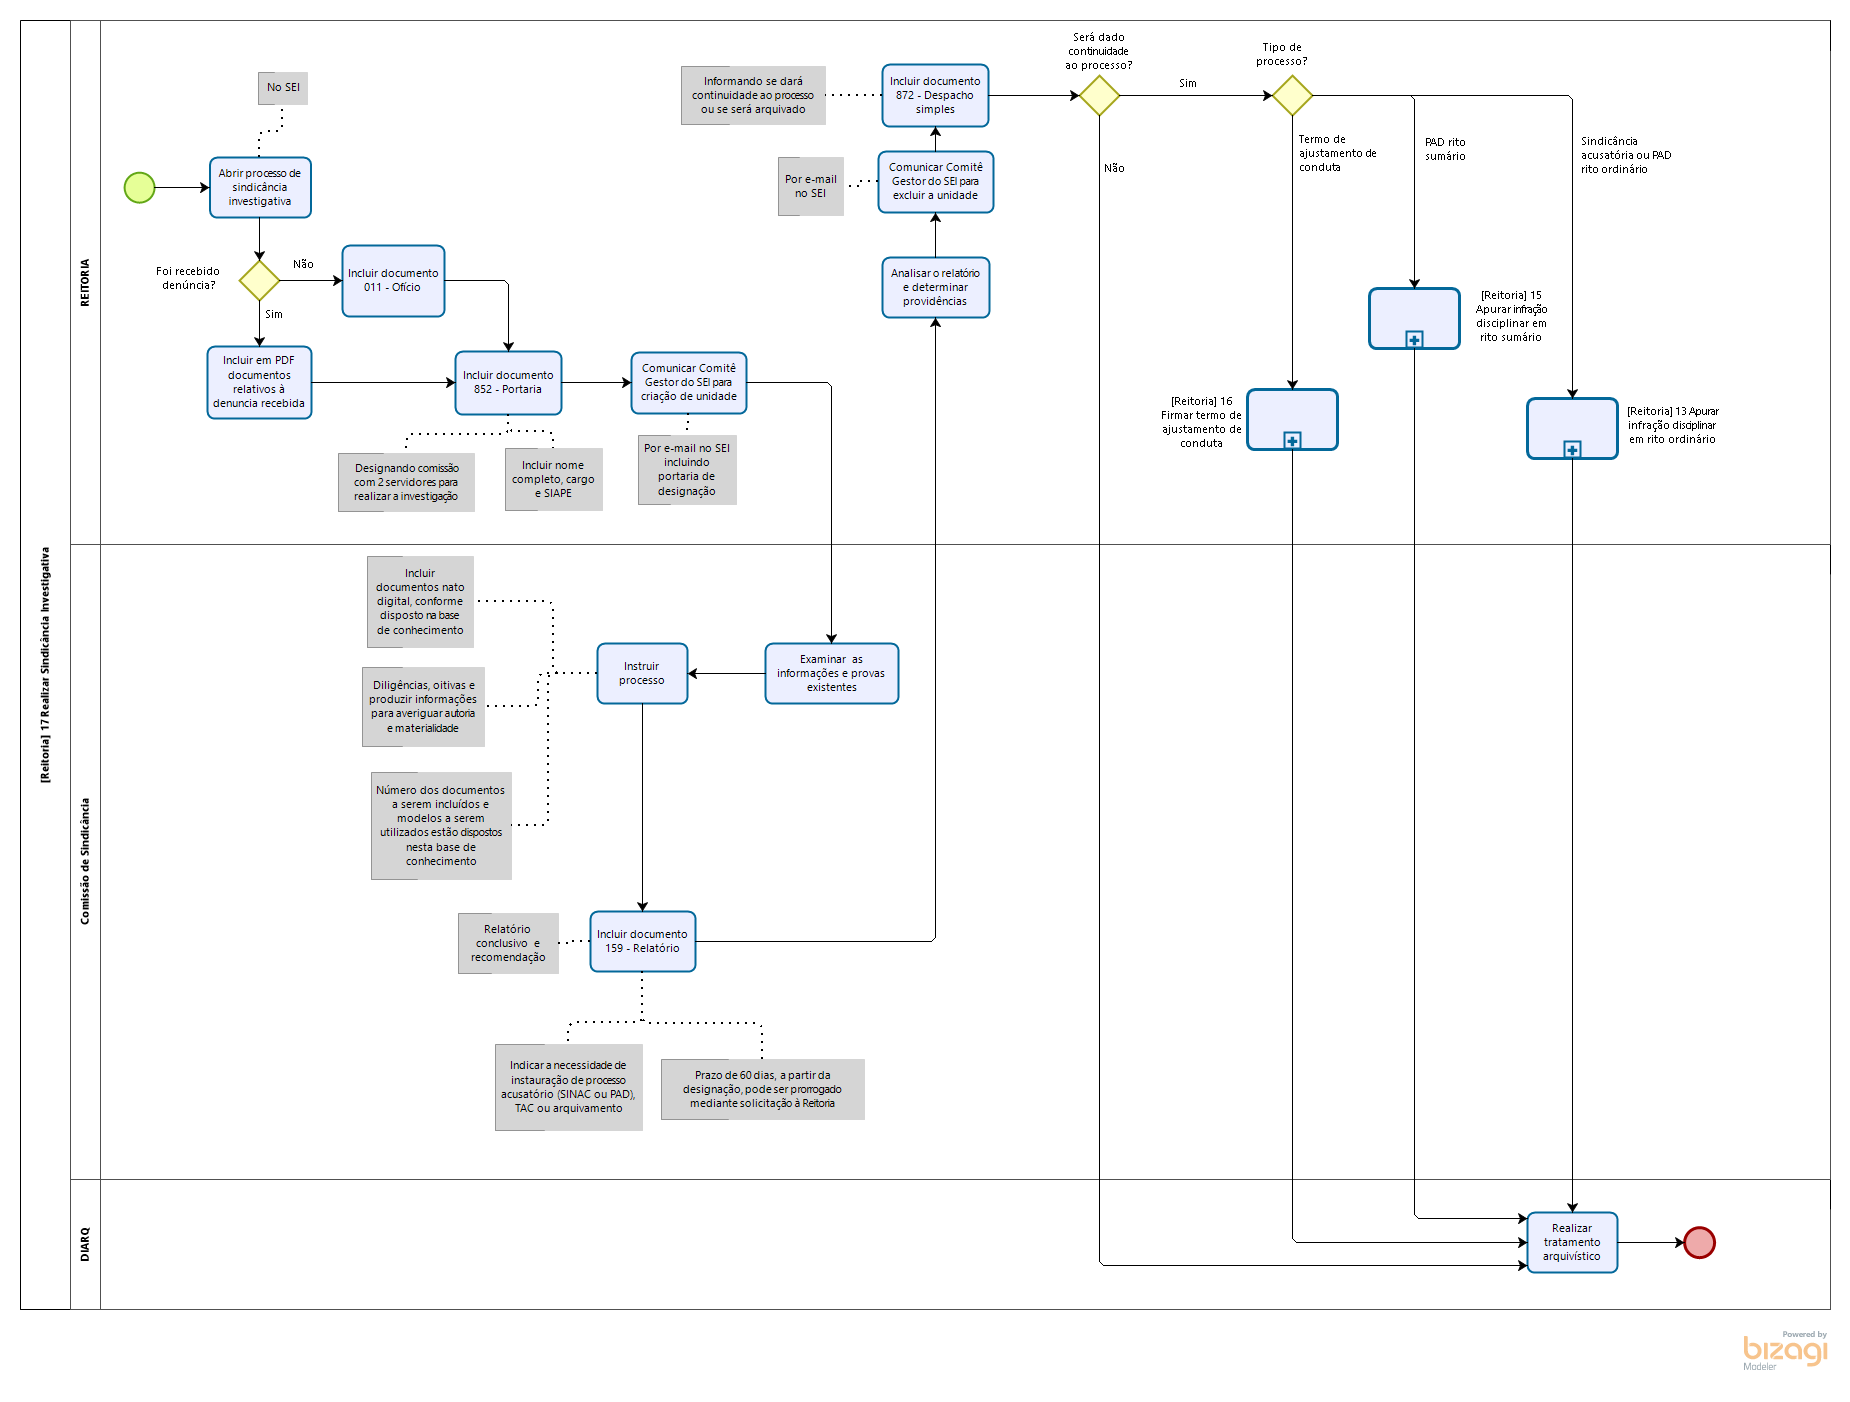 [Reitoria] 17 Realizar Sindicância Investigativa
REITORIA
No SEI
Abrir processo de
sindicância
investigativa
Foi recebido
denúncia?
Não
Sim
Incluir documento
011 - Ofício
Incluir em PDF
documentos
relativos à
denuncia recebida
Incluir documento
852 - Portaria
Designando comissão
com 2 servidores para
realizar a investigação
Incluir nome
completo, cargo
e SIAPE
Comunicar Comitê
Gestor do SEI para
criação de unidade
Por e-mail no SEI
incluindo
portaria de
designação
Informando se dará
continuidade ao processo
ou se será arquivado
Incluir documento
872 - Despacho
simples
Por e-mail
no SEI
Comunicar Comitê
Gestor do SEI para
excluir a unidade
Analisar o relatório
e determinar
providências
Será dado
continuidade
ao processo?
Sim
Não
Tipo de
processo?
Termo de
ajustamento de
conduta
PAD rito
sumário
Sindicância
acusatória ou PAD
rito ordinário
[Reitoria] 15
Apurar infração
disciplinar em
rito sumário
[Reitoria] 16
Firmar termo de
ajustamento de
conduta
[Reitoria] 13 Apurar
infração disciplinar
em rito ordinário
Comissão de Sindicância
Incluir
documentos nato
digital, conforme
disposto na base
de conhecimento
Diligências, oitivas e
produzir informações
para averiguar autoria
e materialidade
Número dos documentos
a serem incluídos e
modelos a serem
utilizados estão dispostos
nesta base de
conhecimento
Instruir
processo
Examinar as
informações e provas
existentes
Relatório
conclusivo e
recomendação
Incluir documento
159 - Relatório
Indicar a necessidade de
instauração de processo
acusatório (SINAC ou PAD),
TAC ou arquivamento
Prazo de 60 dias, a partir da
designação, pode ser prorrogado
mediante solicitação à Reitoria
DIARQ
Realizar
tratamento
arquivístico
Powered by
bizagi
Modeler